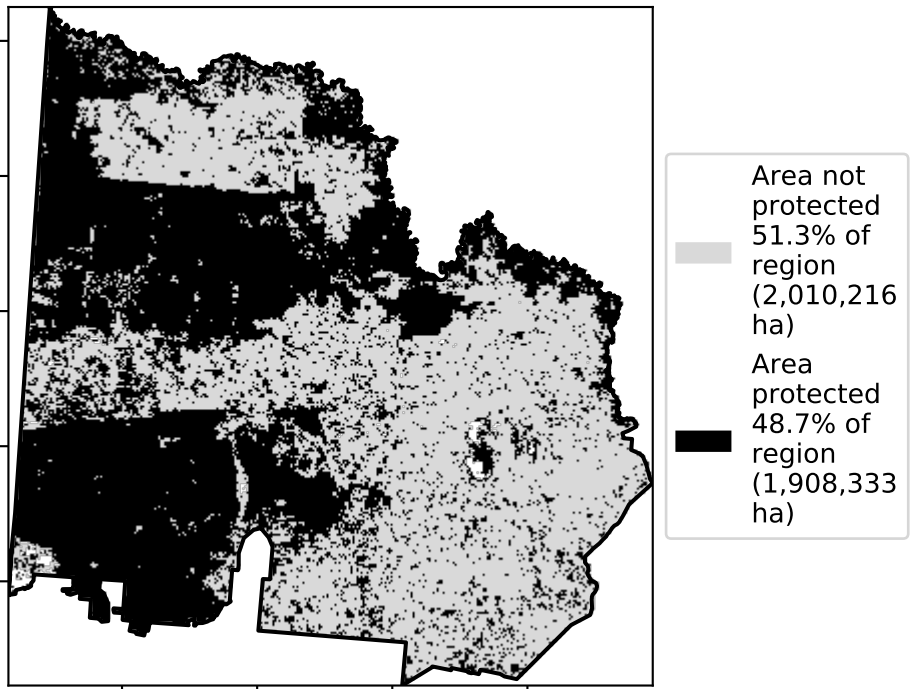 Area not
protected
51.3% of
region
(2,010,216
ha)
Area
protected
48.7% of
region
(1,908,333
ha)